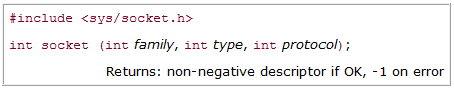 #include <sys/socket.h>
int socket (int family, int type, int protocol);
Returns: non-negative descriptor if OK, -1 on error